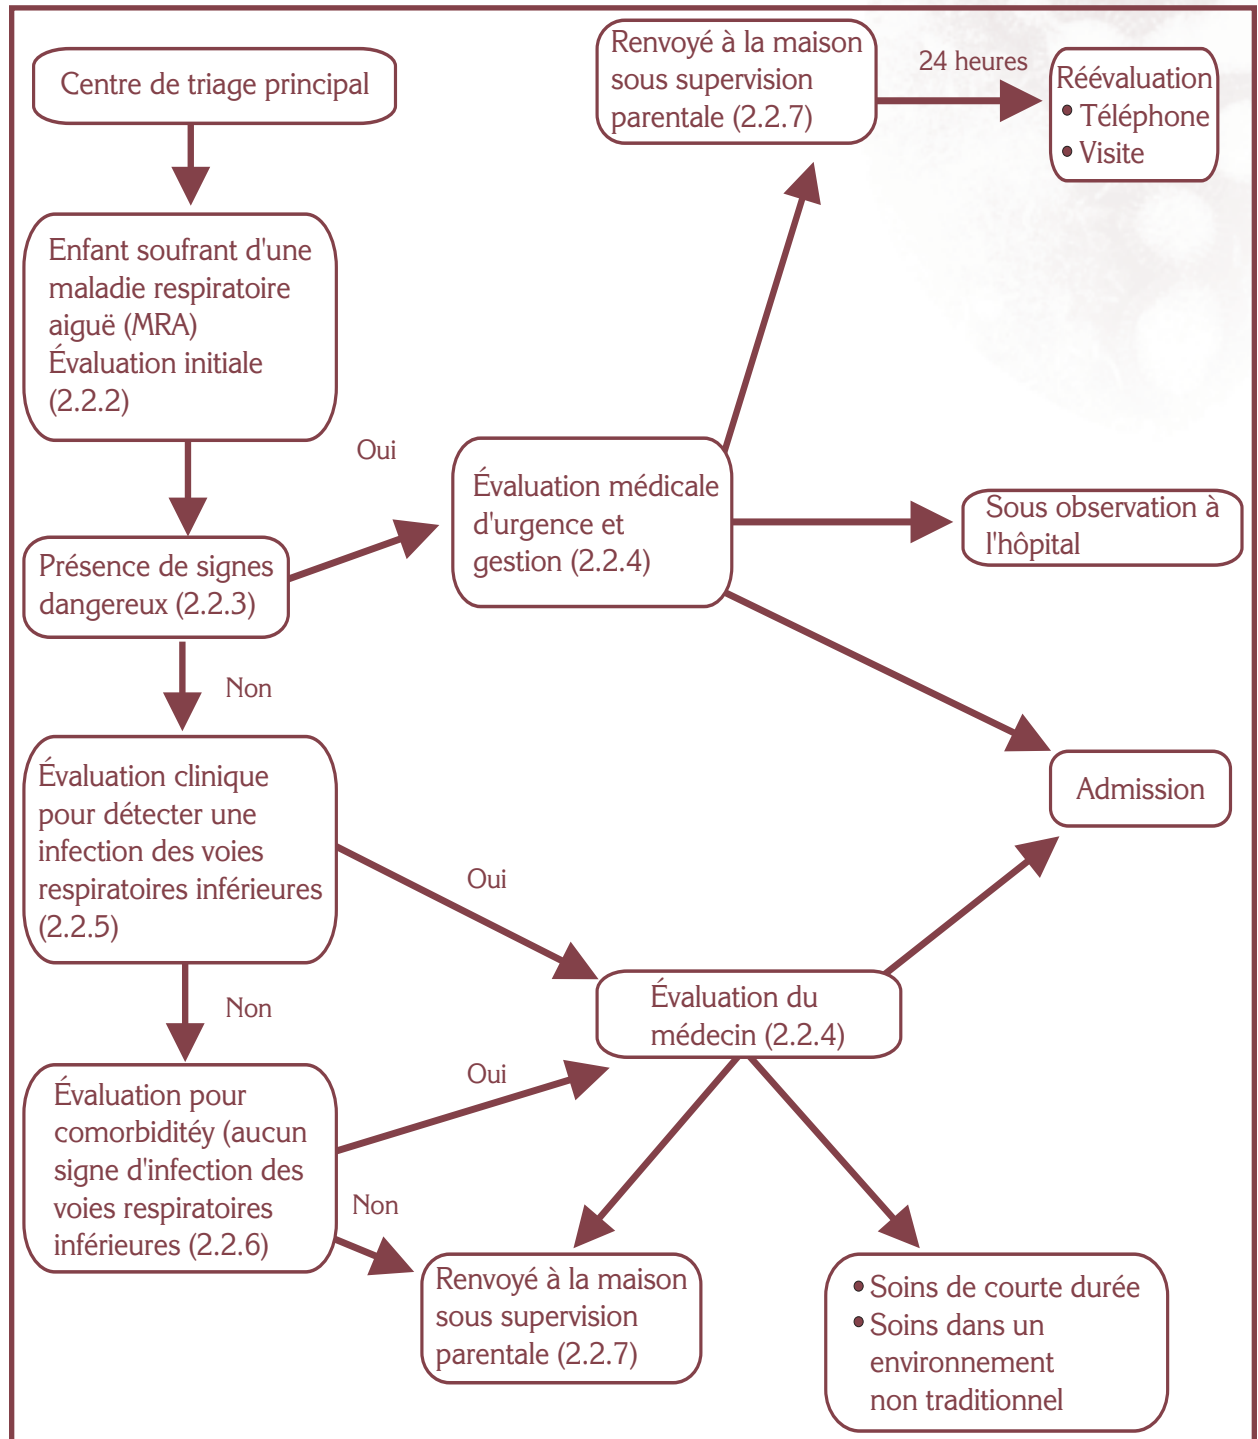 Centre de triage principal
Enfant soufrant d'une
maladie respiratoire
aiguë (MRA)
Évaluation initiale
(2.2.2)
Présence de signes
dangereux (2.2.3)
Oui
Non
Évaluation médicale
d'urgence et
gestion (2.2.4)
Renvoyé à la maison
sous supervision
parentale (2.2.7)
24 heures
Réévaluation
• Téléphone
• Visite
Sous observation à
l'hôpital
Admission
Évaluation clinique
pour détecter une
infection des voies
respiratoires inférieures
(2.2.5)
Oui
Non
Évaluation du
médecin (2.2.4)
Évaluation pour
comorbiditéy (aucun
signe d'infection des
voies respiratoires
inférieures (2.2.6)
Oui
Non
Renvoyé à la maison
sous supervision
parentale (2.2.7)
• Soins de courte durée
• Soins dans un
environnement
non traditionnel